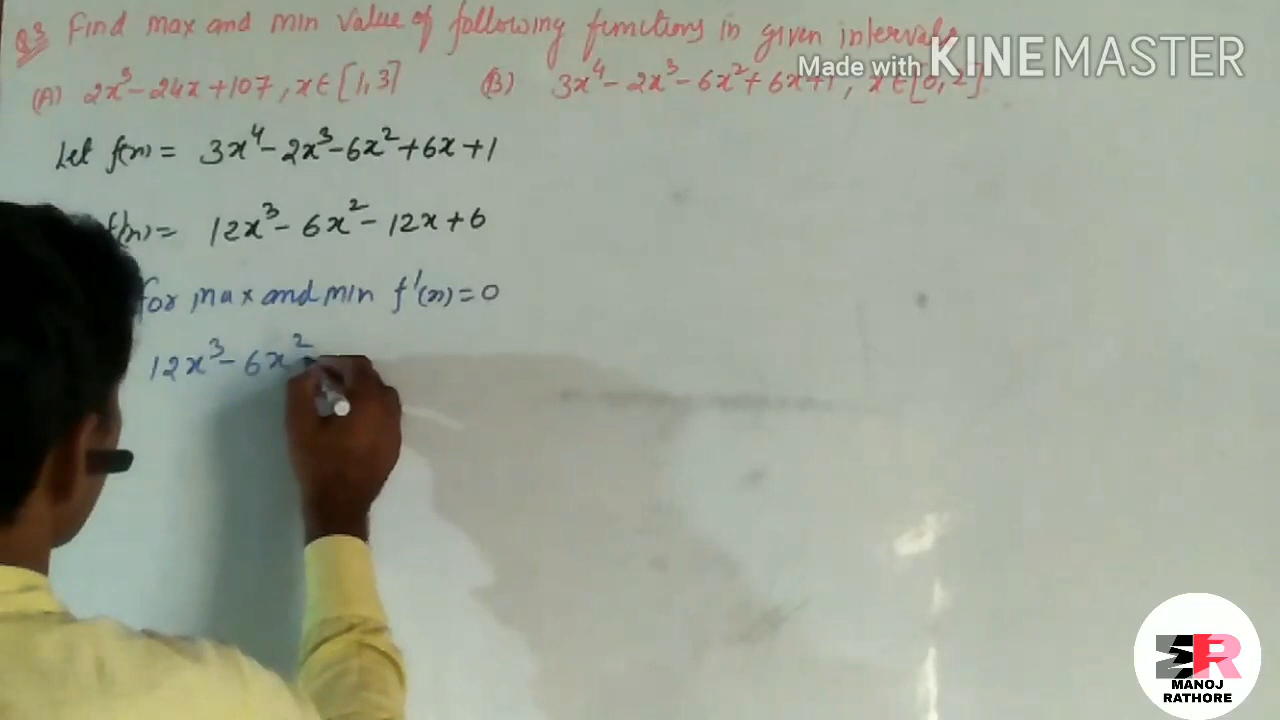 Q3 Find max and min value of following functions in given intervals
Made with KINEMASTER
(A) 2x³-24x+107, x∈[1,3] (B) 3x⁴-2x³-6x²+6x+1, x∈[0,2]
Let f(x)= 3x⁴-2x³-6x²+6x+1
f'(x)= 12x³-6x²-12x+6
for max and min f'(x)=0
12x³-6x²
ƎR
MANOJ
RATHORE